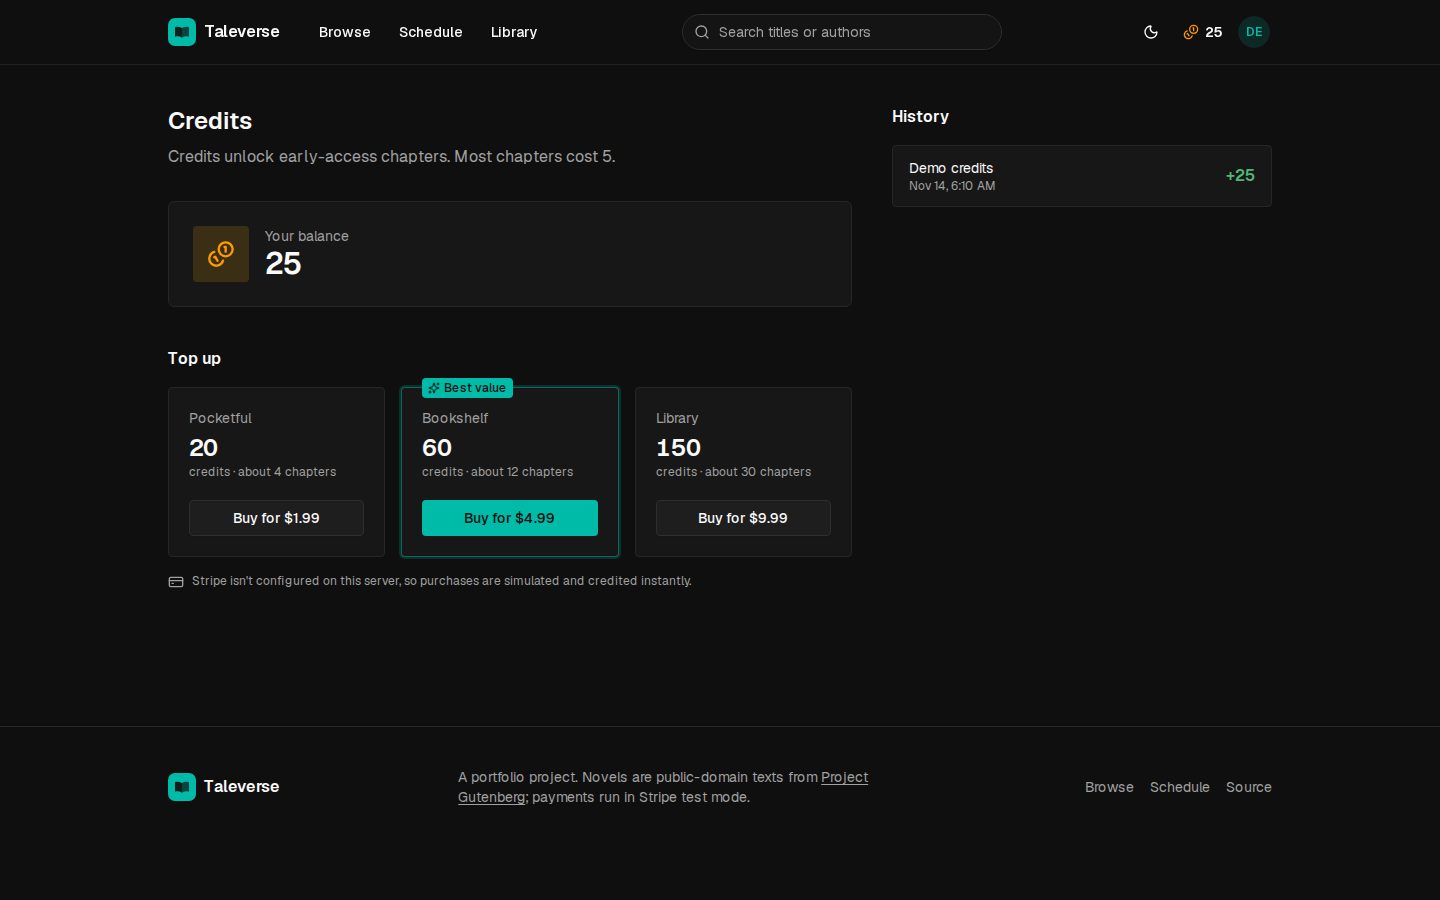 Taleverse
Browse
Schedule
Library
Search titles or authors
25
DE
Credits
Credits unlock early-access chapters. Most chapters cost 5.
Your balance
25
Top up
Pocketful
20
credits · about 4 chapters
Buy for $1.99
Best value
Bookshelf
60
credits · about 12 chapters
Buy for $4.99
Library
150
credits · about 30 chapters
Buy for $9.99
Stripe isn't configured on this server, so purchases are simulated and credited instantly.
History
Demo credits
Nov 14, 6:10 AM
+25
Taleverse
A portfolio project. Novels are public-domain texts from Project
Gutenberg; payments run in Stripe test mode.
Browse
Schedule
Source